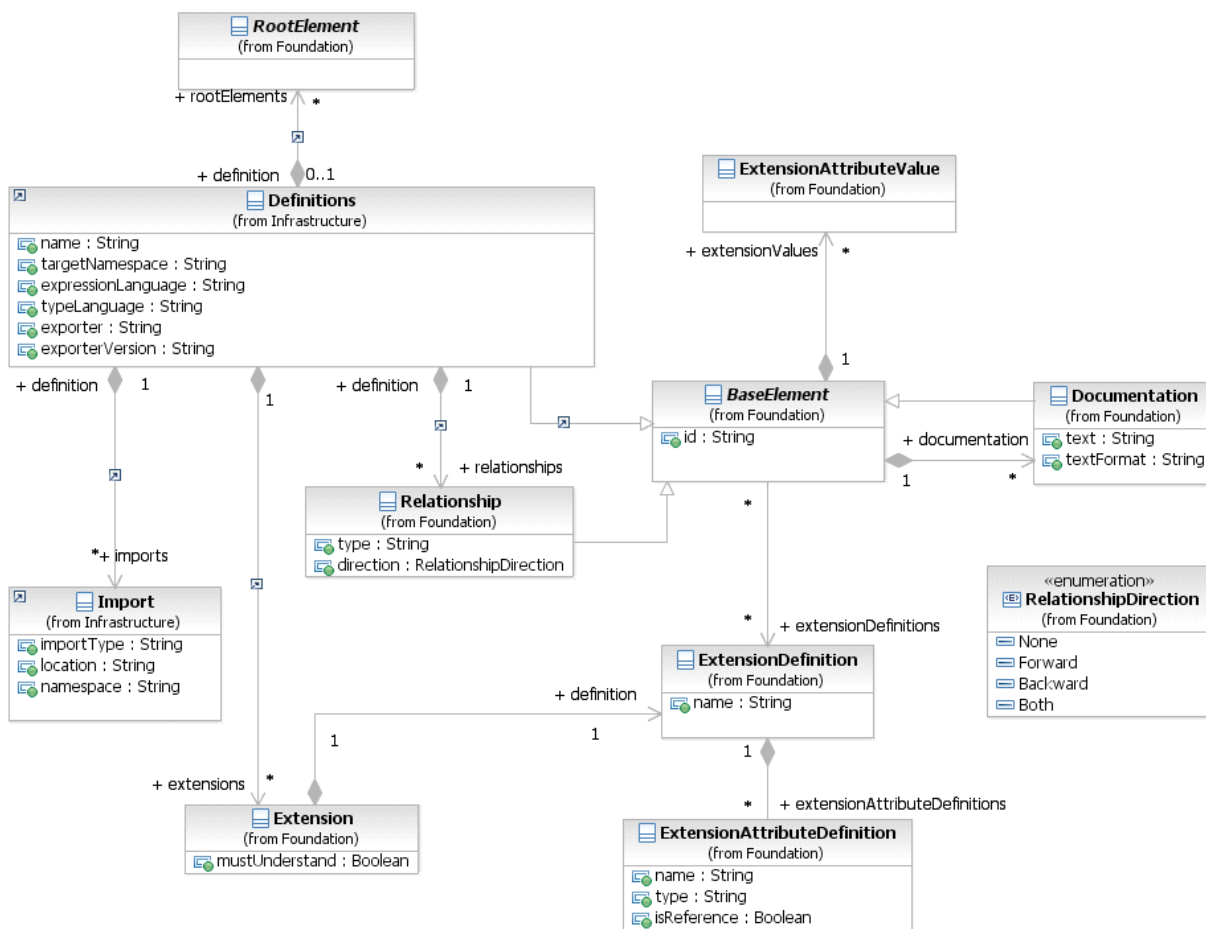 RootElement
(from Foundation)
+ rootElements
*
+ definition
0..1
Definitions
(from Infrastructure)
name : String
targetNamespace : String
expressionLanguage : String
typeLanguage : String
exporter : String
exporterVersion : String
ExtensionAttributeValue
(from Foundation)
+ extensionValues
*
1
+ definition
1
1
+ definition
1
BaseElement
(from Foundation)
id : String
Documentation
(from Foundation)
text : String
textFormat : String
+ documentation
1
*
*
+ relationships
Relationship
(from Foundation)
type : String
direction : RelationshipDirection
*
*+ imports
Import
(from Infrastructure)
importType : String
location : String
namespace : String
«enumeration»
RelationshipDirection
(from Foundation)
None
Forward
Backward
Both
*
+ extensionDefinitions
ExtensionDefinition
(from Foundation)
name : String
+ definition
1
1
1
+ extensions
*
Extension
(from Foundation)
mustUnderstand : Boolean
*
+ extensionAttributeDefinitions
ExtensionAttributeDefinition
(from Foundation)
name : String
type : String
isReference : Boolean